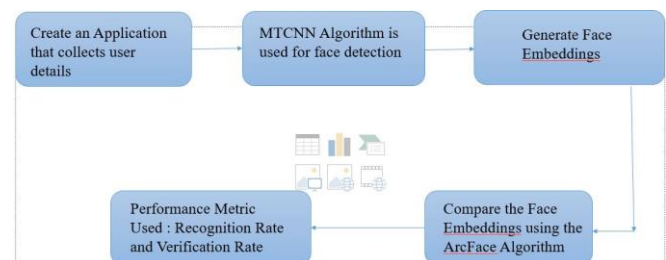 Create an Application
that collects user
details
MTCNN Algorithm is
used for face detection
Generate Face
Embeddings
Compare the Face
Embeddings using the
ArcFace Algorithm
Performance Metric
Used : Recognition Rate
and Verification Rate